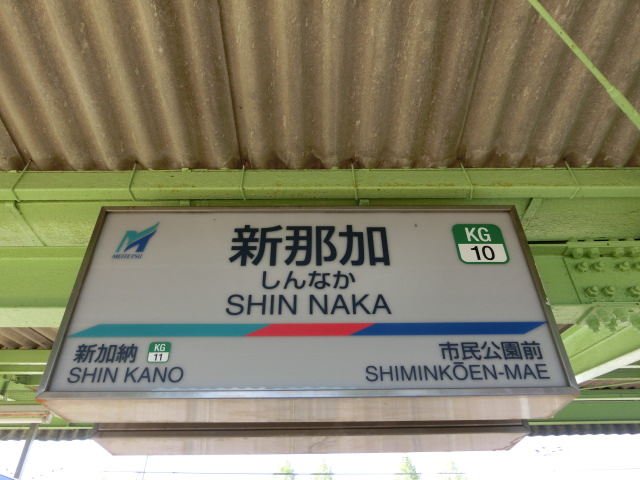 MEITETSU
新那加
しんなか
SHIN NAKA
KG
10
新加納
KG
11
SHIN KANO
市民公園前
SHIMINKŌEN-MAE